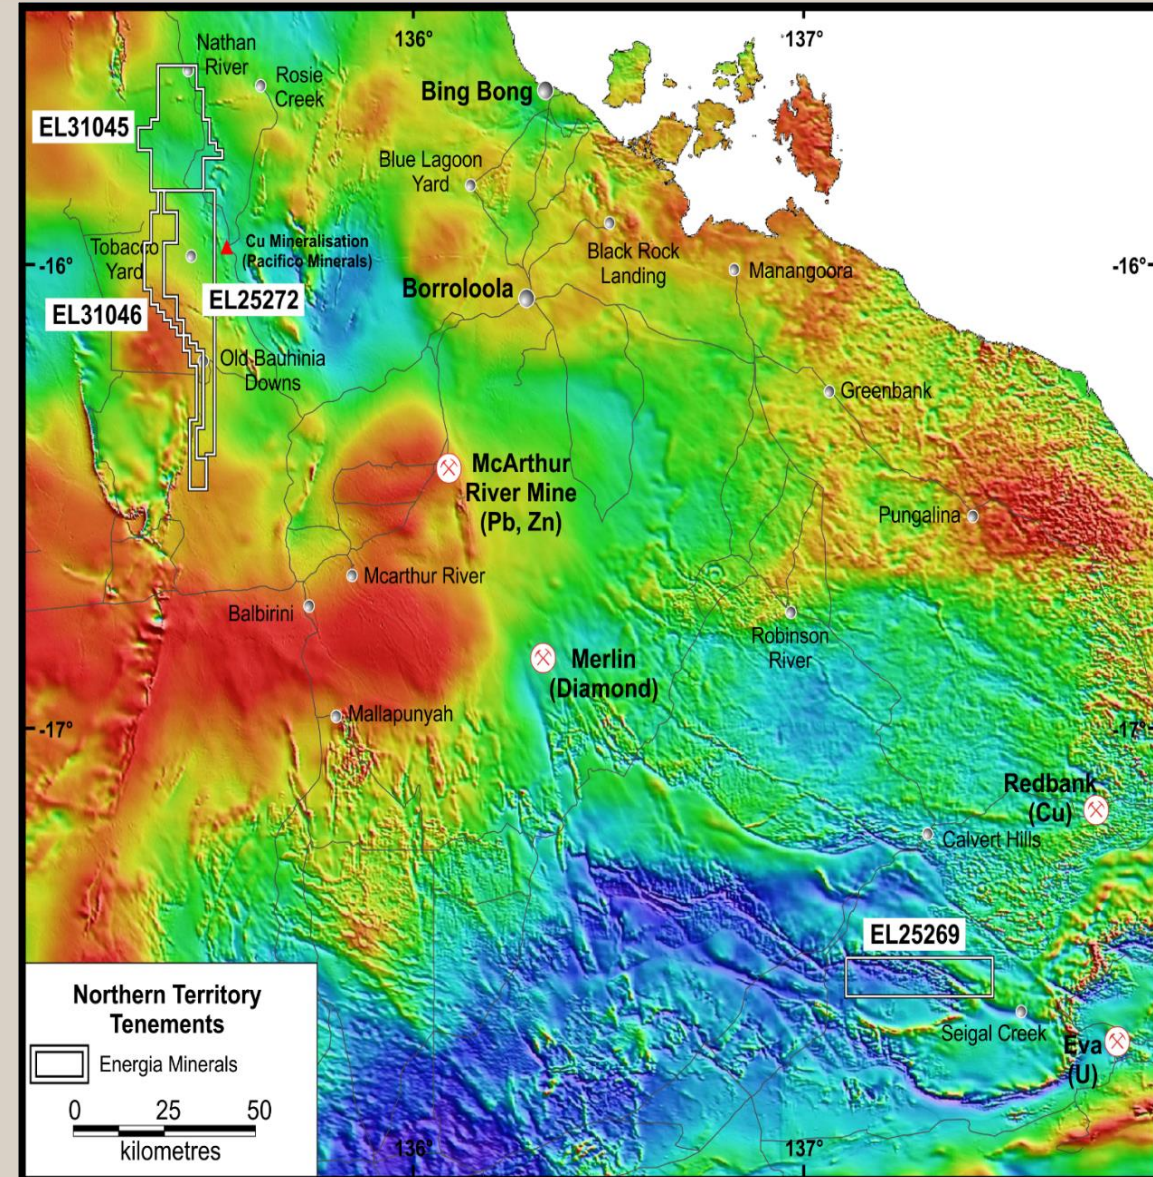 136°
137°
Nathan
River
Rosie
Creek
Bing Bong
EL31045
Blue Lagoon
Yard
Tobacco
Yard
Cu Mineralisation
(Pacifico Minerals)
Black Rock
Landing
-16°
-16°
Manangoora
Borroloola
EL25272
EL31046
Old Bauhinia
Downs
Greenbank
McArthur
River Mine
(Pb, Zn)
Pungalina
Mcarthur River
Balbirini
Robinson
River
Merlin
(Diamond)
Mallapunyah
-17°
-17°
Redbank
(Cu)
Calvert Hills
EL25269
Seigal Creek
Eva
(U)
Northern Territory
Tenements
Energia Minerals
0 25 50
kilometres
136°
137°